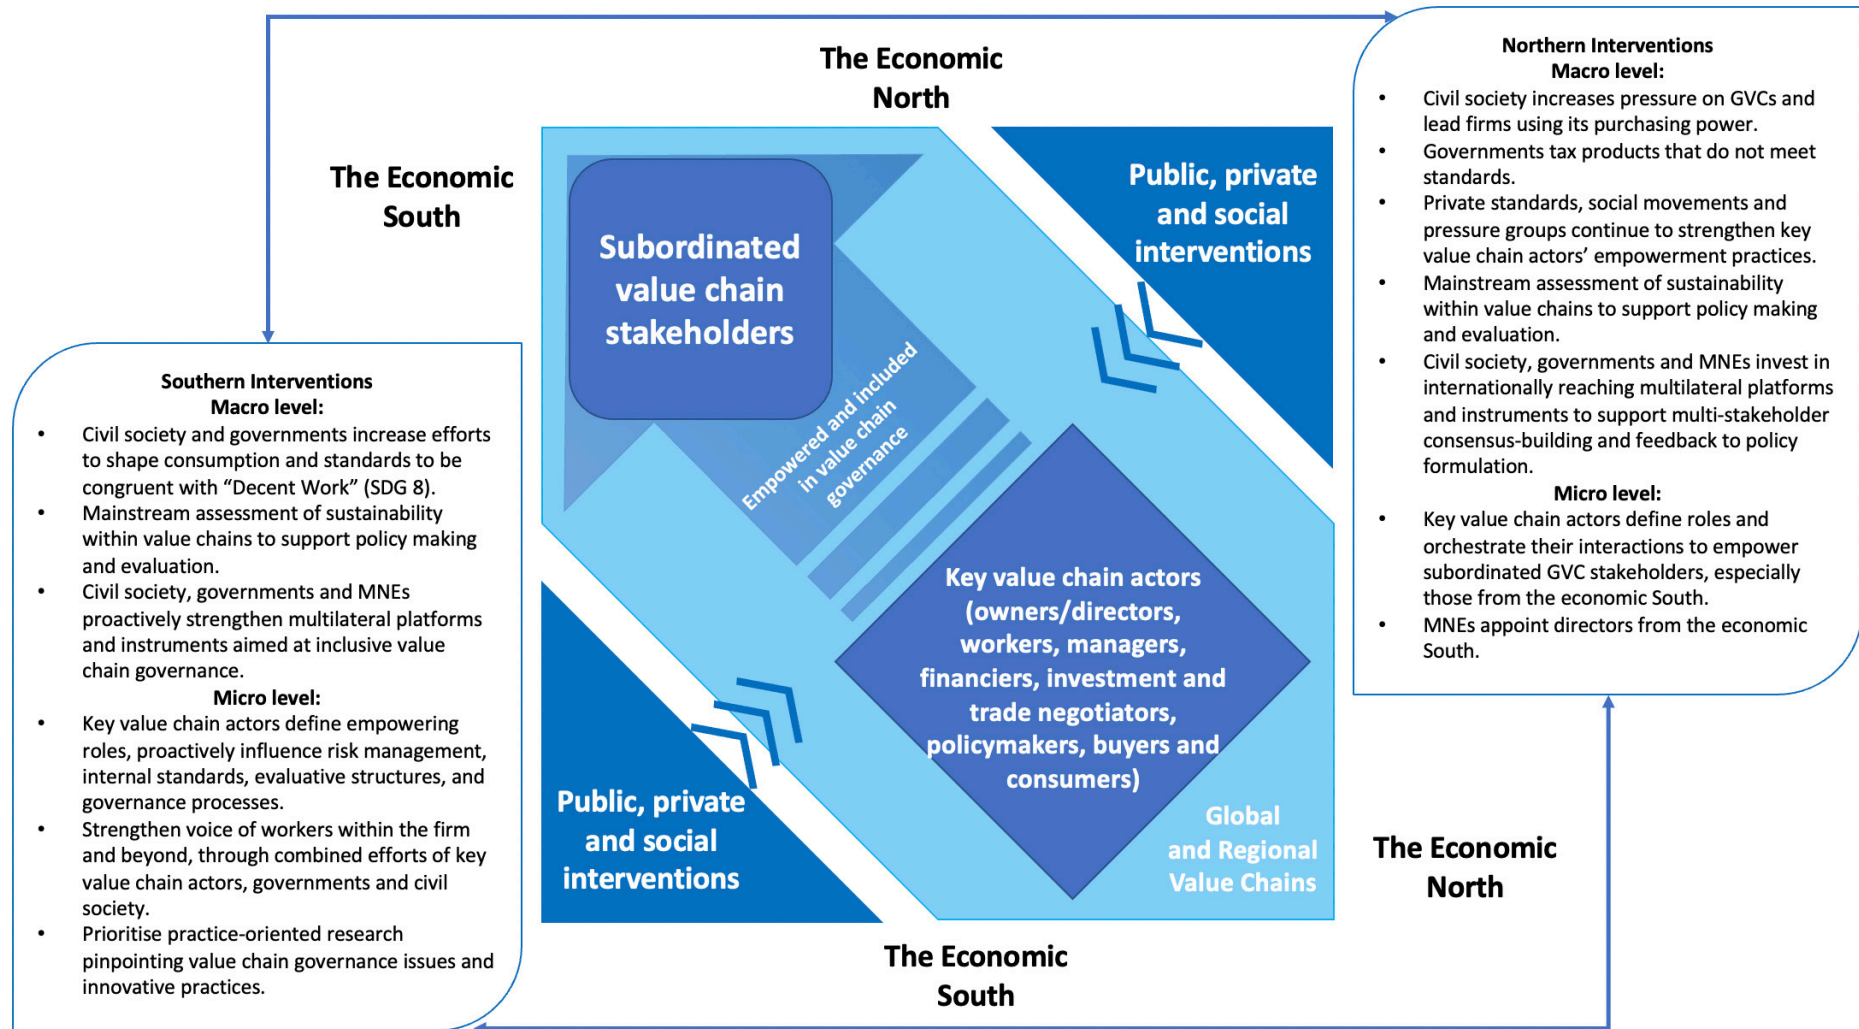 The Economic
North
The Economic
South
Public, private
and social
interventions
Subordinated
value chain
stakeholders
Empowered and included
in value chain
governance
Key value chain actors
(owners/directors,
workers, managers,
financiers, investment and
trade negotiators,
policymakers, buyers and
consumers)
Public, private
and social
interventions
Global
and Regional
Value Chains
The Economic
North
The Economic
South
Southern Interventions
Macro level:
• Civil society and governments increase efforts
to shape consumption and standards to be
congruent with “Decent Work” (SDG 8).
• Mainstream assessment of sustainability
within value chains to support policy making
and evaluation.
• Civil society, governments and MNEs
proactively strengthen multilateral platforms
and instruments aimed at inclusive value
chain governance.
Micro level:
• Key value chain actors define empowering
roles, proactively influence risk management,
internal standards, evaluative structures, and
governance processes.
• Strengthen voice of workers within the firm
and beyond, through combined efforts of key
value chain actors, governments and civil
society.
• Prioritise practice-oriented research
pinpointing value chain governance issues and
innovative practices.
Northern Interventions
Macro level:
• Civil society increases pressure on GVCs and
lead firms using its purchasing power.
• Governments tax products that do not meet
standards.
• Private standards, social movements and
pressure groups continue to strengthen key
value chain actors’ empowerment practices.
• Mainstream assessment of sustainability
within value chains to support policy making
and evaluation.
• Civil society, governments and MNEs invest in
internationally reaching multilateral platforms
and instruments to support multi-stakeholder
consensus-building and feedback to policy
formulation.
Micro level:
• Key value chain actors define roles and
orchestrate their interactions to empower
subordinated GVC stakeholders, especially
those from the economic South.
• MNEs appoint directors from the economic
South.